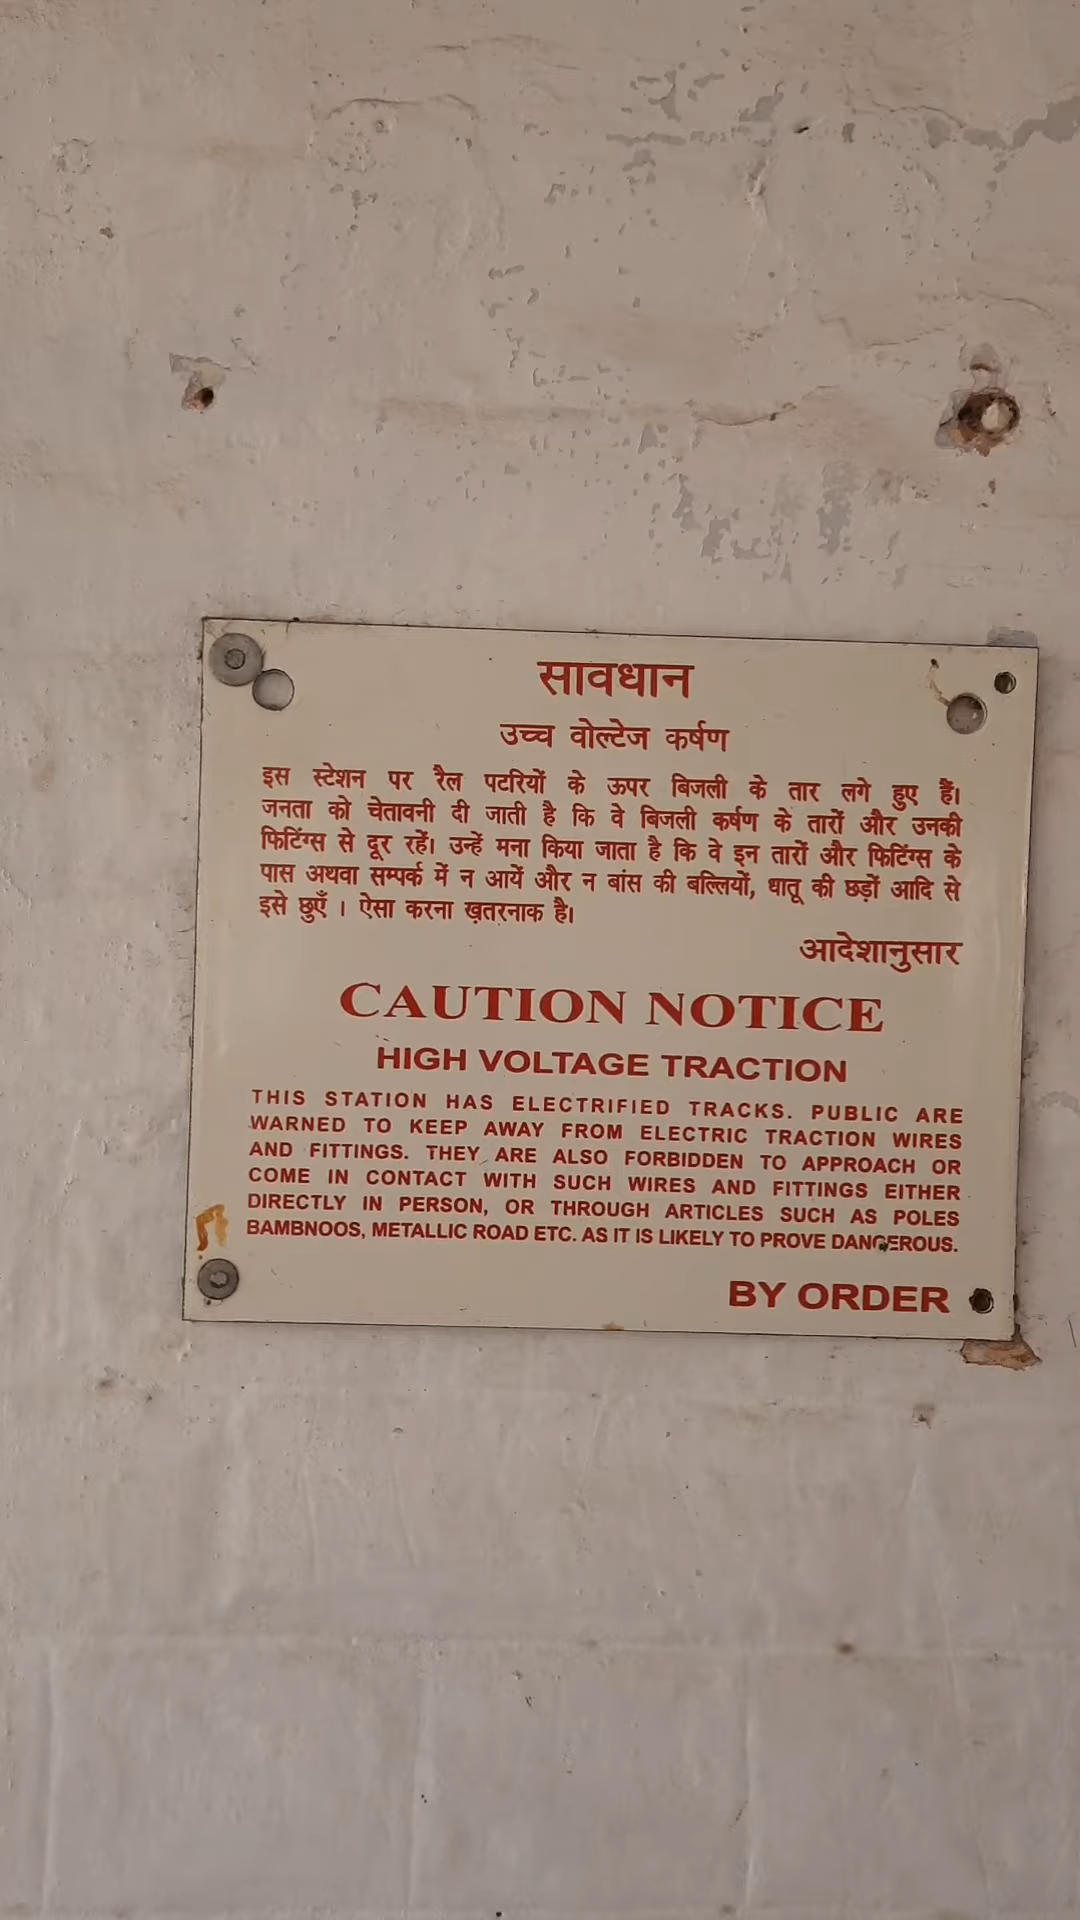 सावधान
उच्च वोल्टेज कर्षण
इस स्टेशन पर रैल पटरियों के ऊपर बिजली के तार लगे हुए हैं।
जनता को चेतावनी दी जाती है कि वे बिजली कर्षण के तारों और उनकी
फिटिंग्स से दूर रहें। उन्हें मना किया जाता है कि वे इन तारों और फिटिंग्स के
पास अथवा सम्पर्क में न आयें और न बांस की बल्लियों, धातू की छड़ों आदि से
इसे छुएँ । ऐसा करना ख़तरनाक है।
आदेशानुसार
CAUTION NOTICE
HIGH VOLTAGE TRACTION
THIS STATION HAS ELECTRIFIED TRACKS. PUBLIC ARE
WARNED TO KEEP AWAY FROM ELECTRIC TRACTION WIRES
AND FITTINGS. THEY ARE ALSO FORBIDDEN TO APPROACH OR
COME IN CONTACT WITH SUCH WIRES AND FITTINGS EITHER
DIRECTLY IN PERSON, OR THROUGH ARTICLES SUCH AS POLES
BAMBNOOS, METALLIC ROAD ETC. AS IT IS LIKELY TO PROVE DANGEROUS.
BY ORDER